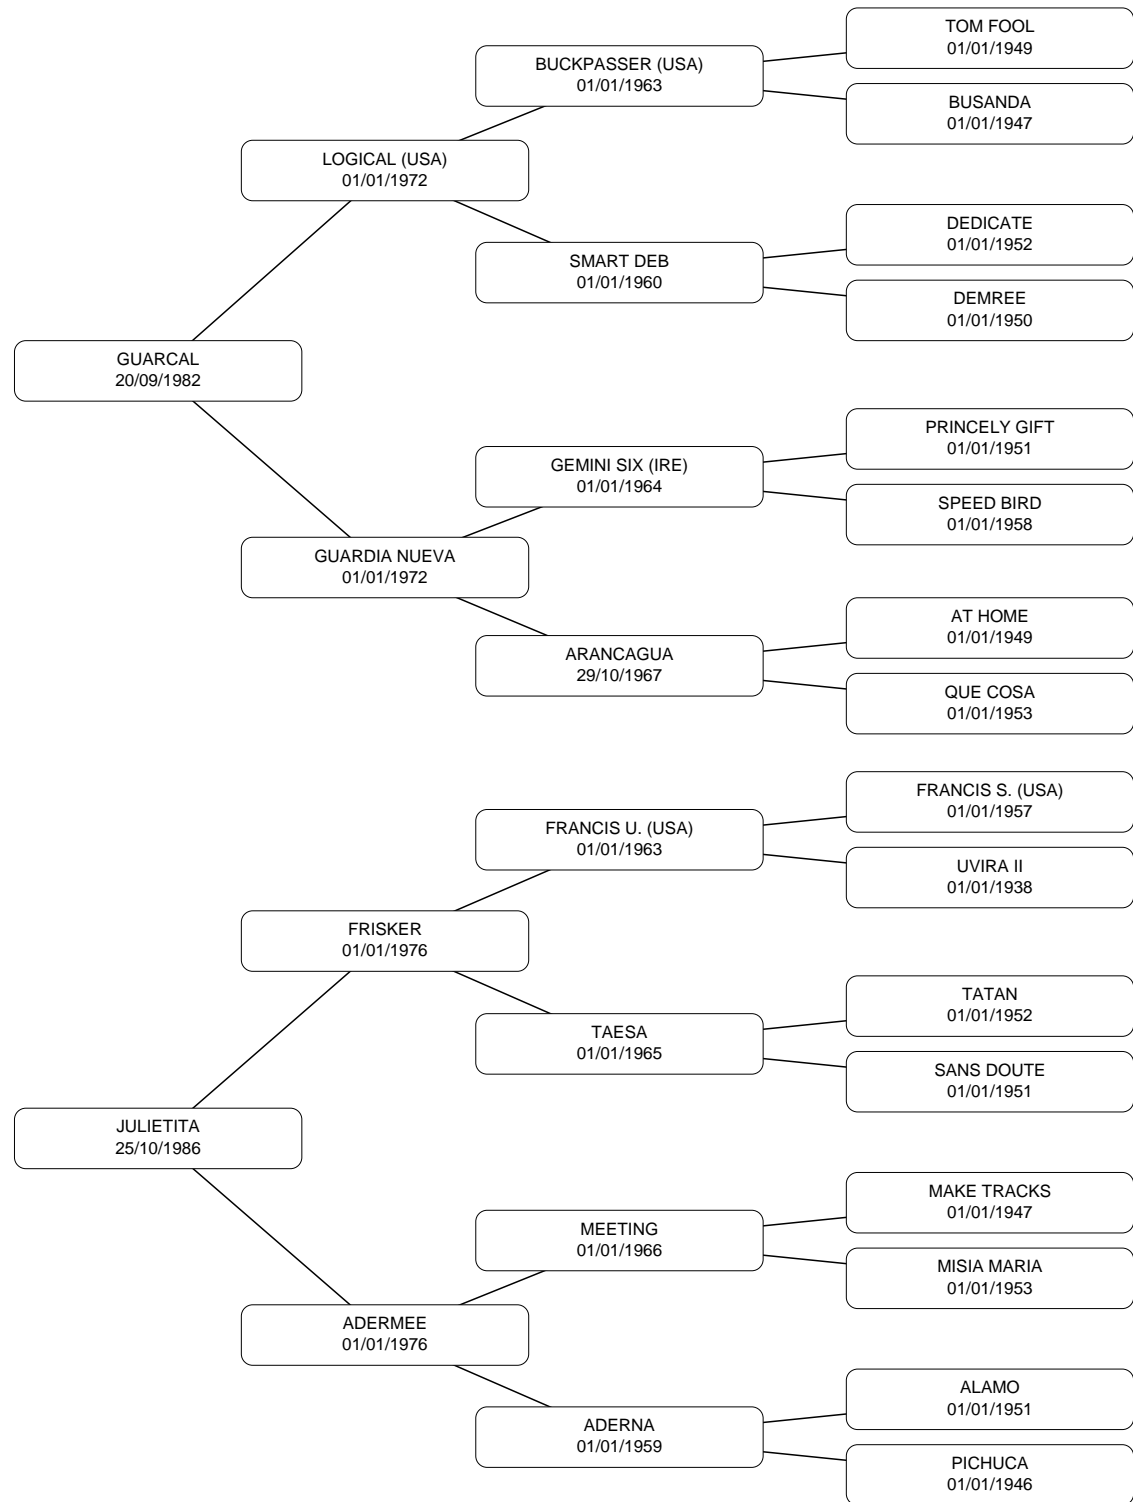 TOM FOOL
01/01/1949
BUCKPASSER (USA)
01/01/1963
BUSANDA
01/01/1947
LOGICAL (USA)
01/01/1972
DEDICATE
01/01/1952
SMART DEB
01/01/1960
DEMREE
01/01/1950
GUARCAL
20/09/1982
PRINCELY GIFT
01/01/1951
GEMINI SIX (IRE)
01/01/1964
SPEED BIRD
01/01/1958
GUARDIA NUEVA
01/01/1972
AT HOME
01/01/1949
ARANCAGUA
29/10/1967
QUE COSA
01/01/1953
FRANCIS S. (USA)
01/01/1957
FRANCIS U. (USA)
01/01/1963
UVIRA II
01/01/1938
FRISKER
01/01/1976
TATAN
01/01/1952
TAESA
01/01/1965
SANS DOUTE
01/01/1951
JULIETITA
25/10/1986
MAKE TRACKS
01/01/1947
MEETING
01/01/1966
MISIA MARIA
01/01/1953
ADERMEE
01/01/1976
ALAMO
01/01/1951
ADERNA
01/01/1959
PICHUCA
01/01/1946